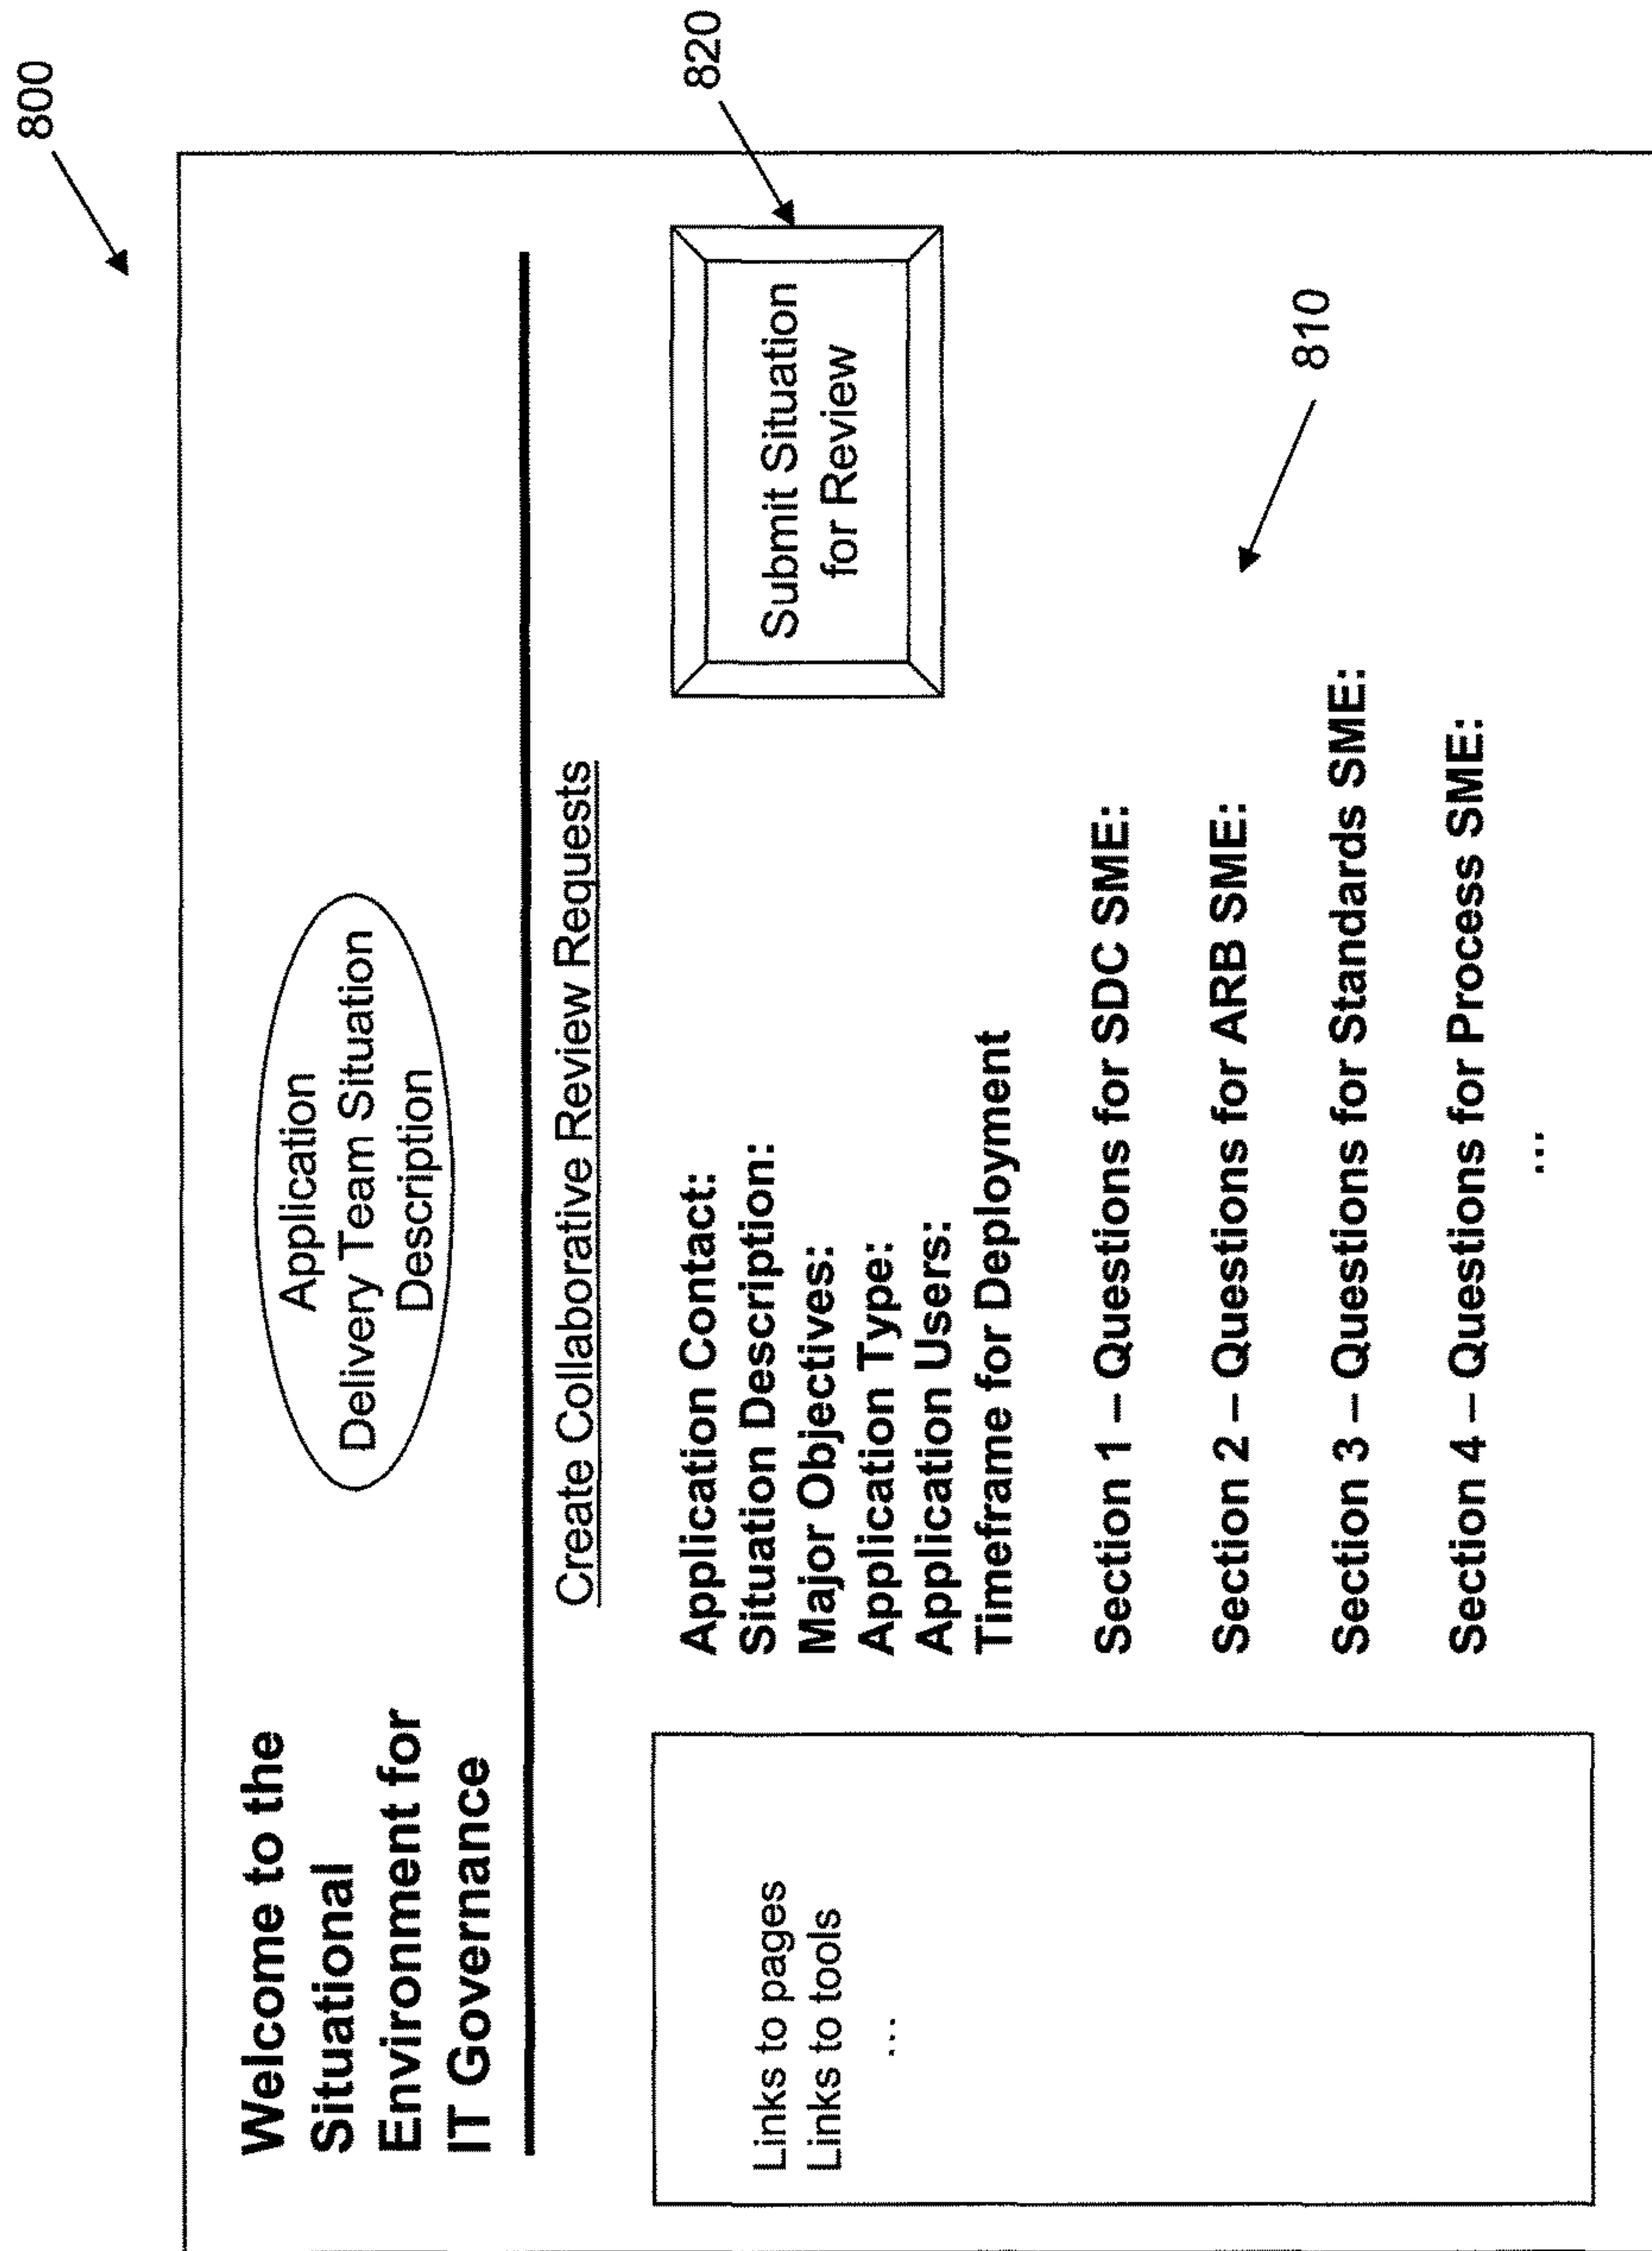 800
Welcome to the
Situational
Environment for
IT Governance
Application
Delivery Team Situation
Description
Create Collaborative Review Requests
820
Submit Situation
for Review
Links to pages
Links to tools
...
Application Contact:
Situation Description:
Major Objectives:
Application Type:
Application Users:
Timeframe for Deployment
810
Section 1 – Questions for SDC SME:
Section 2 – Questions for ARB SME:
Section 3 – Questions for Standards SME:
Section 4 – Questions for Process SME:
...